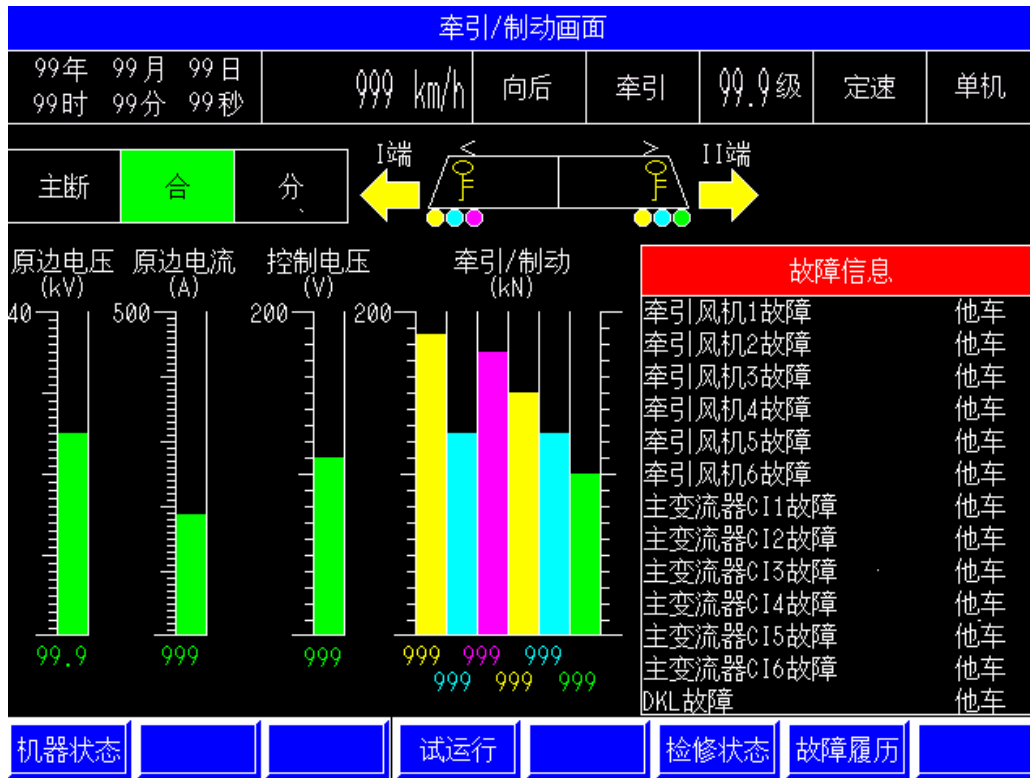 牵引/制动画面
99年 99月 99日
99时 99分 99秒
999 km/h
向后
牵引
99.9级
定速
单机
主断
合
分
I端
<
>
II端
原边电压
(kV)
原边电流
(A)
控制电压
(V)
牵引/制动
(kN)
40
500
200
200
99.9
999
999
999 999 999
999 999 999
故障信息
牵引风机1故障 他车
牵引风机2故障 他车
牵引风机3故障 他车
牵引风机4故障 他车
牵引风机5故障 他车
牵引风机6故障 他车
主变流器CI1故障 他车
主变流器CI2故障 他车
主变流器CI3故障 他车
主变流器CI4故障 他车
主变流器CI5故障 他车
主变流器CI6故障 他车
DKL故障 他车
机器状态
试运行
检修状态
故障履历